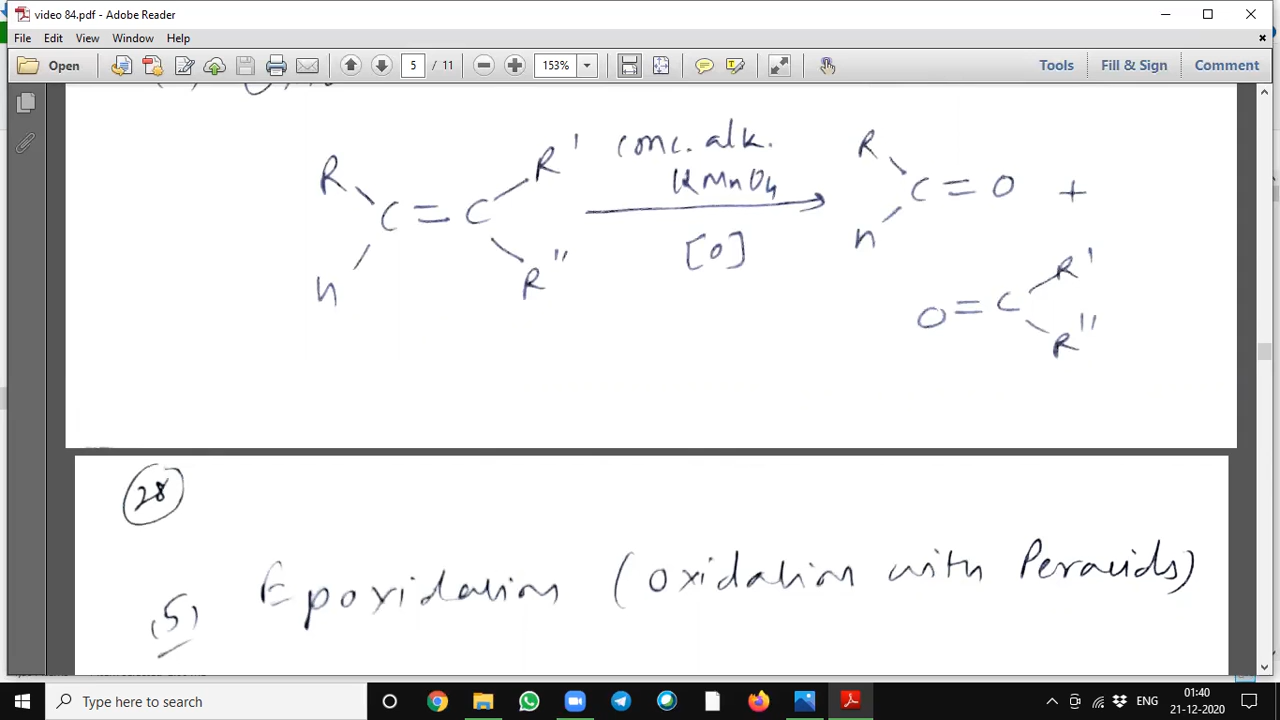 video 84.pdf - Adobe Reader
File Edit View Window Help
Open 5 / 11 153% Tools Fill & Sign Comment
R R' conc. alk. R
C = C KMnO4 C = O +
H R'' [O] H
R'
O = C
R''
28
(5) Epoxidation (Oxidation with Peracids)
Type here to search
ENG 01:40
21-12-2020